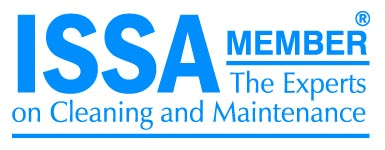 ISSA MEMBER®
The Experts
on Cleaning and Maintenance